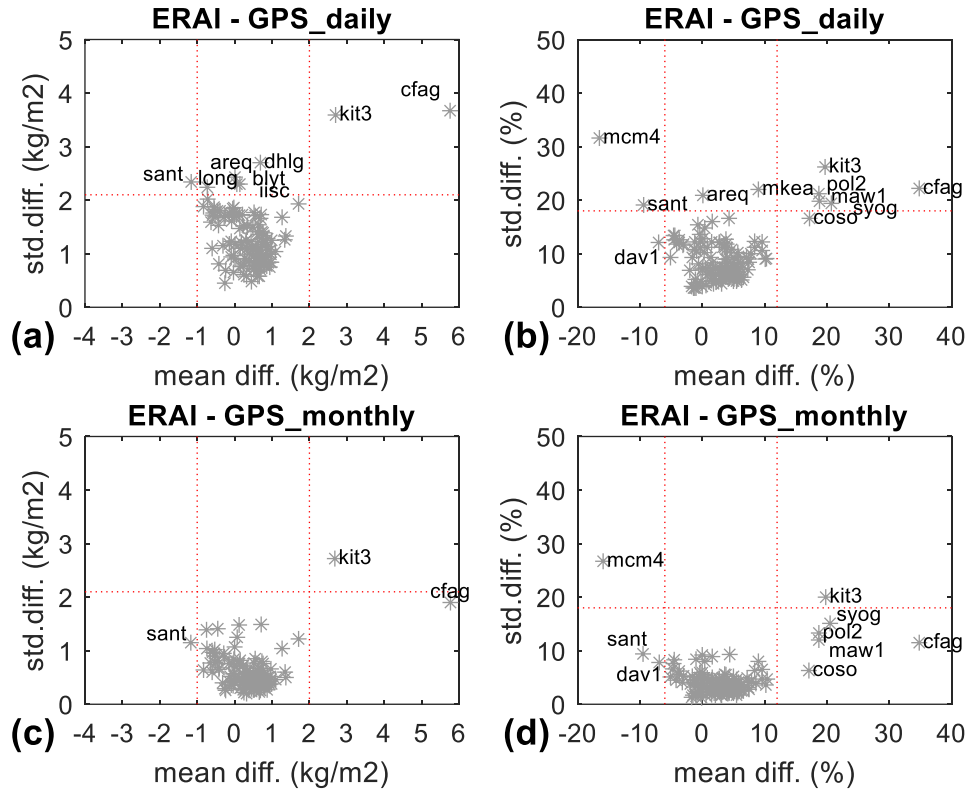 ERAI - GPS_daily
std.diff. (kg/m2)
5
4
3
2
1
0
cfag
kit3
areq
dhlg
sant
long
blyt
iisc
-4 -3 -2 -1 0 1 2 3 4 5 6
(a)
mean diff. (kg/m2)
ERAI - GPS_daily
std.diff. (%)
50
40
30
20
10
0
mcm4
kit3
pol2
cfag
mkea
areq
maw1
sant
syog
coso
dav1
-20 -10 0 10 20 30 40
(b)
mean diff. (%)
ERAI - GPS_monthly
std.diff. (kg/m2)
5
4
3
2
1
0
kit3
cfag
sant
-4 -3 -2 -1 0 1 2 3 4 5 6
(c)
mean diff. (kg/m2)
ERAI - GPS_monthly
std.diff. (%)
50
40
30
20
10
0
mcm4
kit3
syog
pol2
sant
cfag
maw1
dav1
coso
-20 -10 0 10 20 30 40
(d)
mean diff. (%)